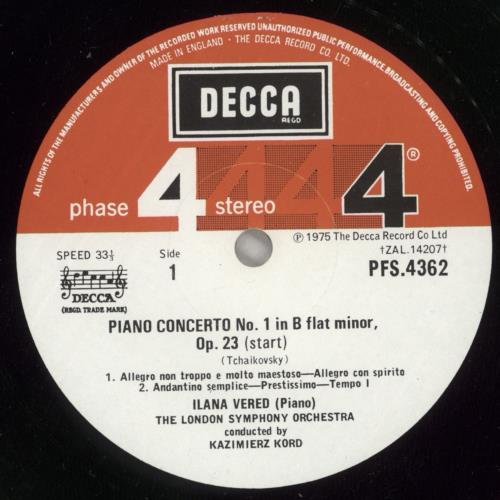 ALL RIGHTS OF THE MANUFACTURERS AND OWNER OF THE RECORDED WORK RESERVED UNAUTHORIZED PUBLIC PERFORMANCE, BROADCASTING AND COPYING PROHIBITED.
MADE IN ENGLAND - THE DECCA RECORD CO. LTD.
DECCA
REGD
phase 4 stereo 4 4 4®
℗ 1975 The Decca Record Co Ltd
SPEED 33⅓ Side †ZAL.14207†
1 PFS.4362
DECCA
(REGD. TRADE MARK)
PIANO CONCERTO No. 1 in B flat minor,
Op. 23 (start)
(Tchaikovsky)
1. Allegro non troppo e molto maestoso—Allegro con spirito
2. Andantino semplice—Prestissimo—Tempo I
ILANA VERED (Piano)
THE LONDON SYMPHONY ORCHESTRA
conducted by
KAZIMIERZ KORD